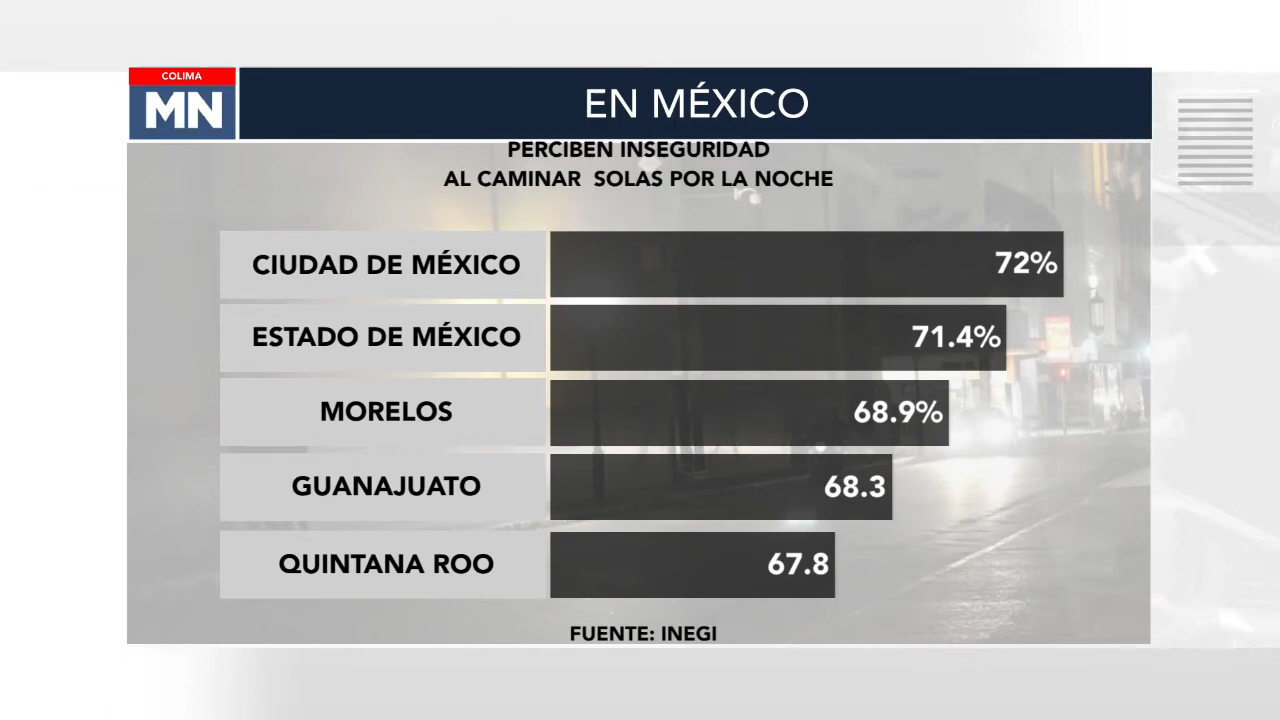 COLIMA
MN
EN MÉXICO
PERCIBEN INSEGURIDAD
AL CAMINAR SOLAS POR LA NOCHE
CIUDAD DE MÉXICO 72%
ESTADO DE MÉXICO 71.4%
MORELOS 68.9%
GUANAJUATO 68.3
QUINTANA ROO 67.8
FUENTE: INEGI